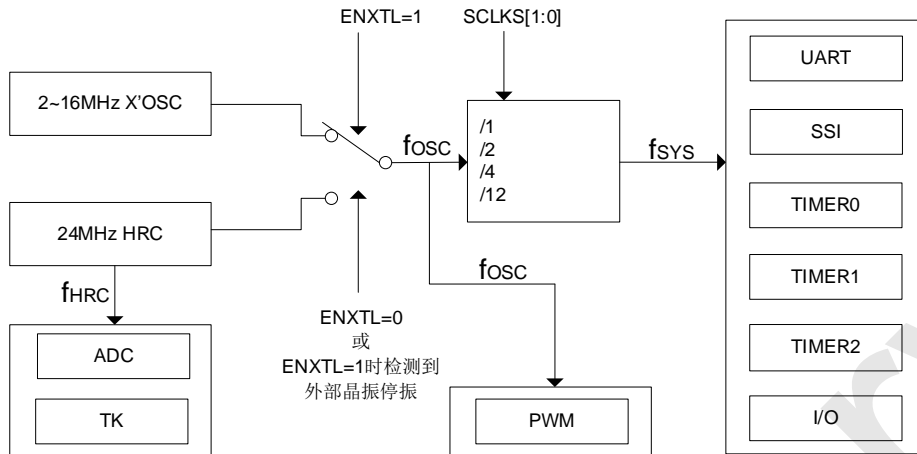 ENXTL=1
SCLKS[1:0]
2~16MHz X'OSC
24MHz HRC
fHRC
ADC
TK
ENXTL=0
或
ENXTL=1时检测到
外部晶振停振
fOSC
/1
/2
/4
/12
fSYS
fOSC
PWM
UART
SSI
TIMER0
TIMER1
TIMER2
I/O